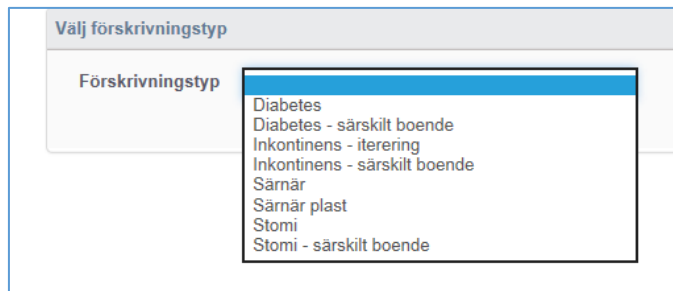 Välj förskrivningstyp
Förskrivningstyp
Diabetes
Diabetes - särskilt boende
Inkontinens - iterering
Inkontinens - särskilt boende
Särnär
Särnär plast
Stomi
Stomi - särskilt boende